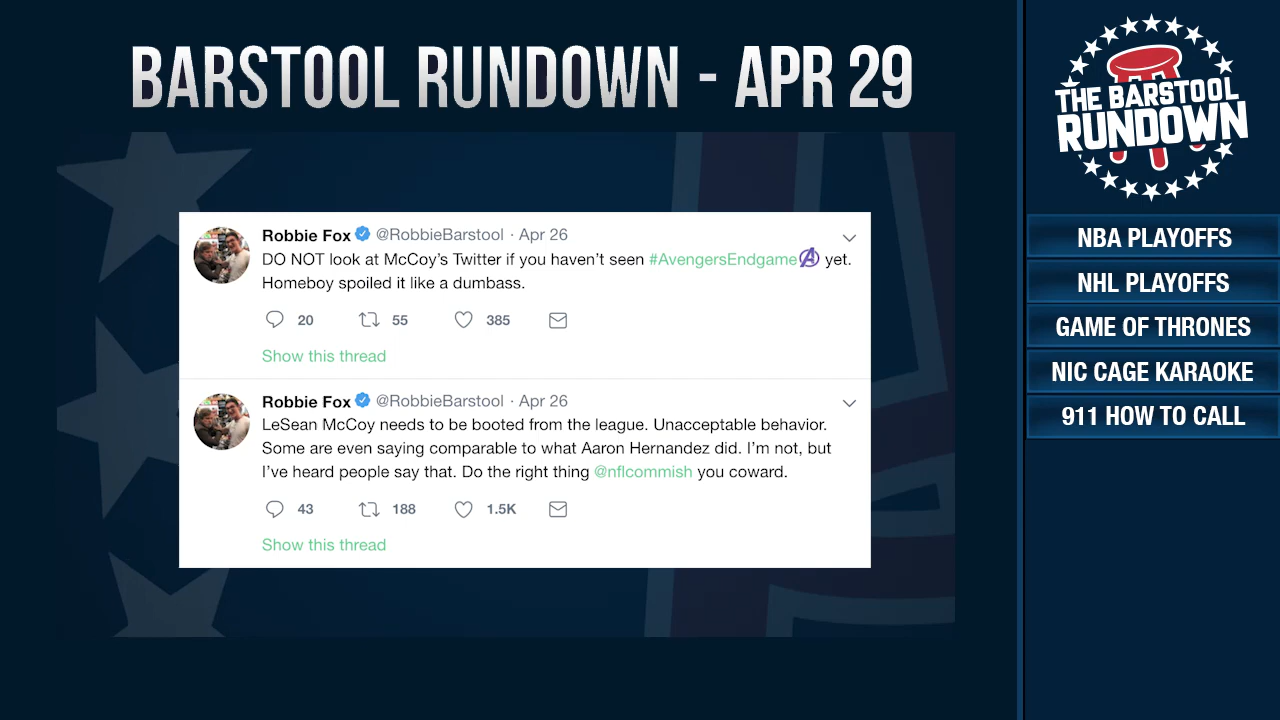 BARSTOOL RUNDOWN - APR 29
Robbie Fox @RobbieBarstool · Apr 26
DO NOT look at McCoy's Twitter if you haven't seen #AvengersEndgame yet.
Homeboy spoiled it like a dumbass.
20 55 385
Show this thread
Robbie Fox @RobbieBarstool · Apr 26
LeSean McCoy needs to be booted from the league. Unacceptable behavior.
Some are even saying comparable to what Aaron Hernandez did. I'm not, but
I've heard people say that. Do the right thing @nflcommish you coward.
43 188 1.5K
Show this thread
THE BARSTOOL
RUNDOWN
NBA PLAYOFFS
NHL PLAYOFFS
GAME OF THRONES
NIC CAGE KARAOKE
911 HOW TO CALL